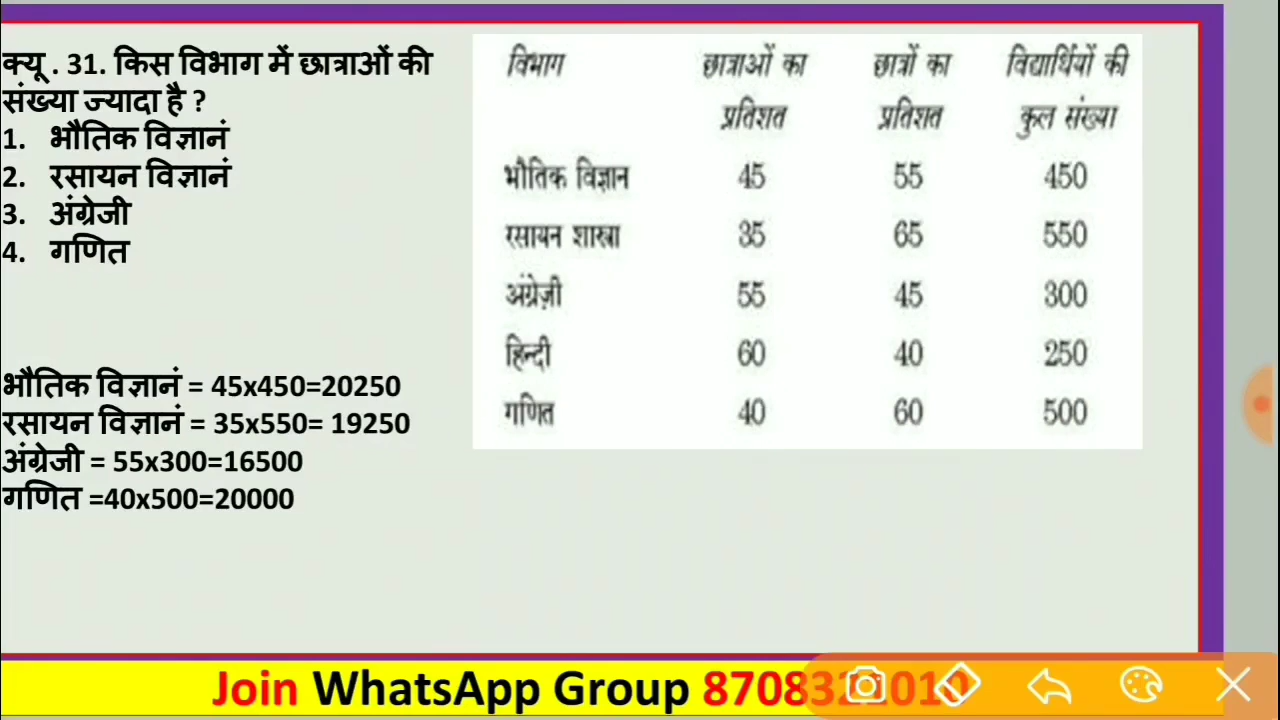 क्यू . 31. किस विभाग में छात्राओं की
संख्या ज्यादा है ?
1. भौतिक विज्ञानं
2. रसायन विज्ञानं
3. अंग्रेजी
4. गणित
भौतिक विज्ञानं = 45x450=20250
रसायन विज्ञानं = 35x550= 19250
अंग्रेजी = 55x300=16500
गणित =40x500=20000
विभाग छात्राओं का छात्रों का विद्यार्थियों की
प्रतिशत प्रतिशत कुल संख्या
भौतिक विज्ञान 45 55 450
रसायन शास्त्रा 35 65 550
अंग्रेज़ी 55 45 300
हिन्दी 60 40 250
गणित 40 60 500
Join WhatsApp Group